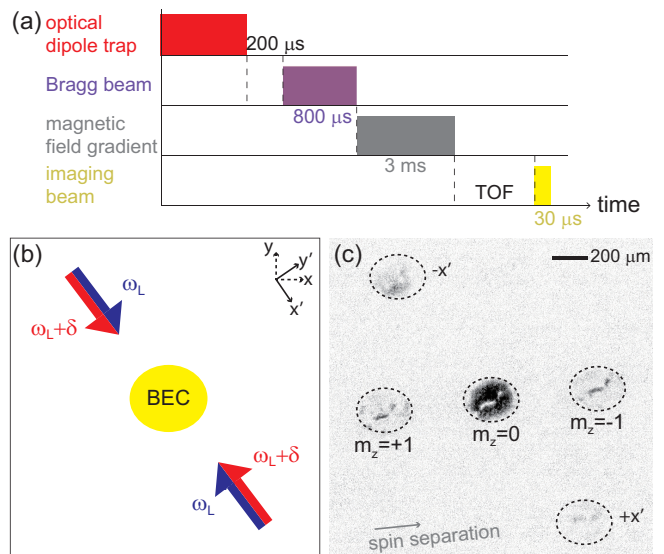 (a)
optical
dipole trap
200 μs
Bragg beam
800 μs
magnetic
field gradient
3 ms
imaging
beam
TOF
time
30 μs
(b)
y
y′
x
x′
ω_L
ω_L+δ
BEC
ω_L+δ
ω_L
(c)
200 μm
-x′
m_z=+1
m_z=0
m_z=-1
+x′
spin separation